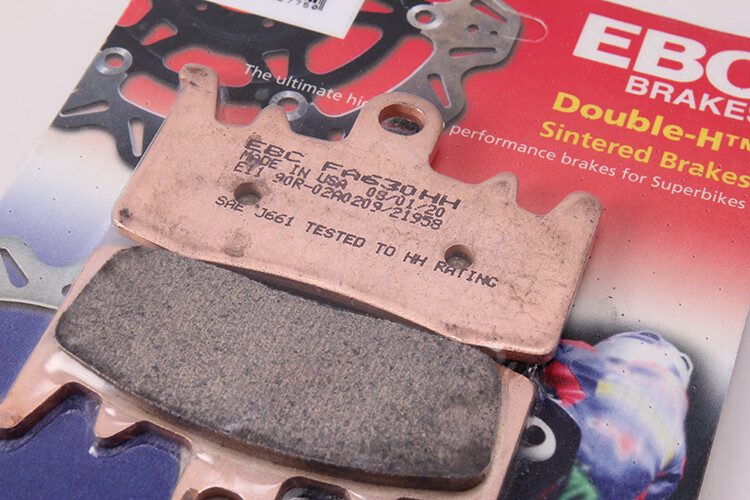 EBC
BRAKES
Double-H™
Sintered Brakes
The ultimate
performance brakes for Superbikes
EBC FA630HH
MADE IN USA 08/01/20
E11 90R-02A0209/21958
SAE J661 TESTED TO HH RATING